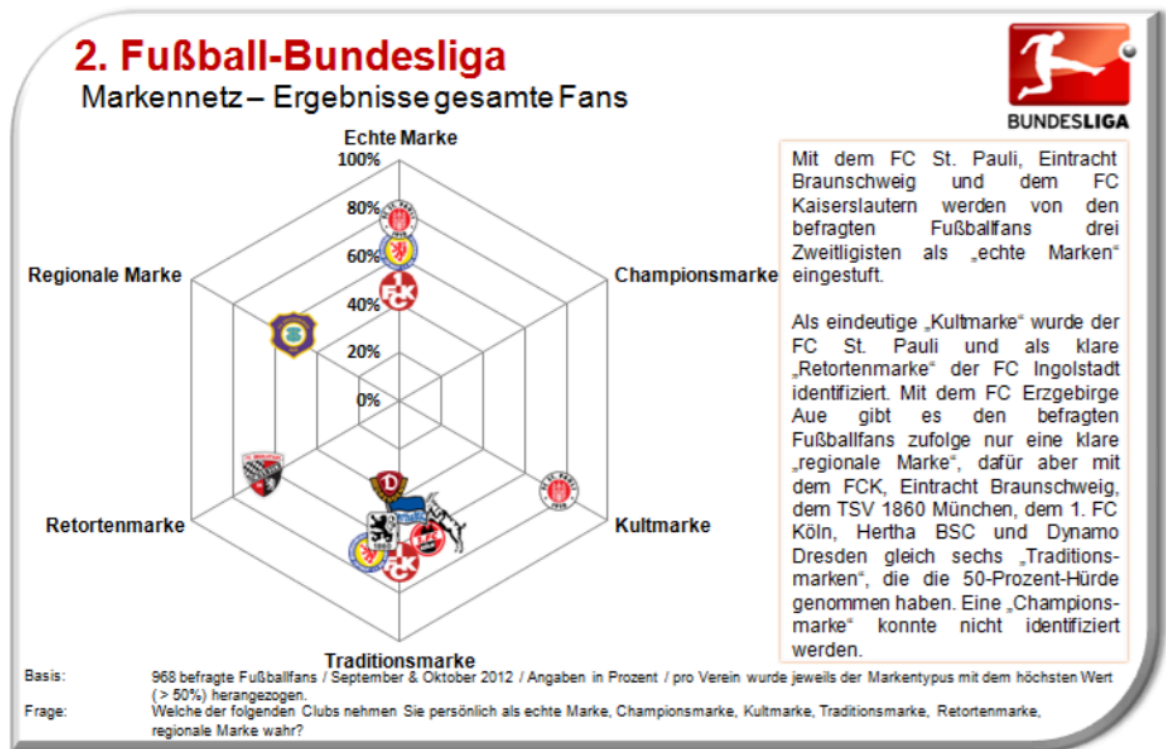 2. Fußball-Bundesliga
Markennetz – Ergebnisse gesamte Fans
BUNDESLIGA
Echte Marke
100%
80%
60%
40%
20%
0%
Regionale Marke
Championsmarke
Retortenmarke
Kultmarke
Traditionsmarke
Mit dem FC St. Pauli, Eintracht
Braunschweig und dem FC
Kaiserslautern werden von den
befragten Fußballfans drei
Zweitligisten als „echte Marken“
eingestuft.
Als eindeutige „Kultmarke“ wurde der
FC St. Pauli und als klare
„Retortenmarke“ der FC Ingolstadt
identifiziert. Mit dem FC Erzgebirge
Aue gibt es den befragten
Fußballfans zufolge nur eine klare
„regionale Marke“, dafür aber mit
dem FCK, Eintracht Braunschweig,
dem TSV 1860 München, dem 1. FC
Köln, Hertha BSC und Dynamo
Dresden gleich sechs „Traditions-
marken“, die die 50-Prozent-Hürde
genommen haben. Eine „Champions-
marke“ konnte nicht identifiziert
werden.
Basis: 968 befragte Fußballfans / September & Oktober 2012 / Angaben in Prozent / pro Verein wurde jeweils der Markentypus mit dem höchsten Wert
( > 50%) herangezogen.
Frage: Welche der folgenden Clubs nehmen Sie persönlich als echte Marke, Championsmarke, Kultmarke, Traditionsmarke, Retortenmarke,
regionale Marke wahr?